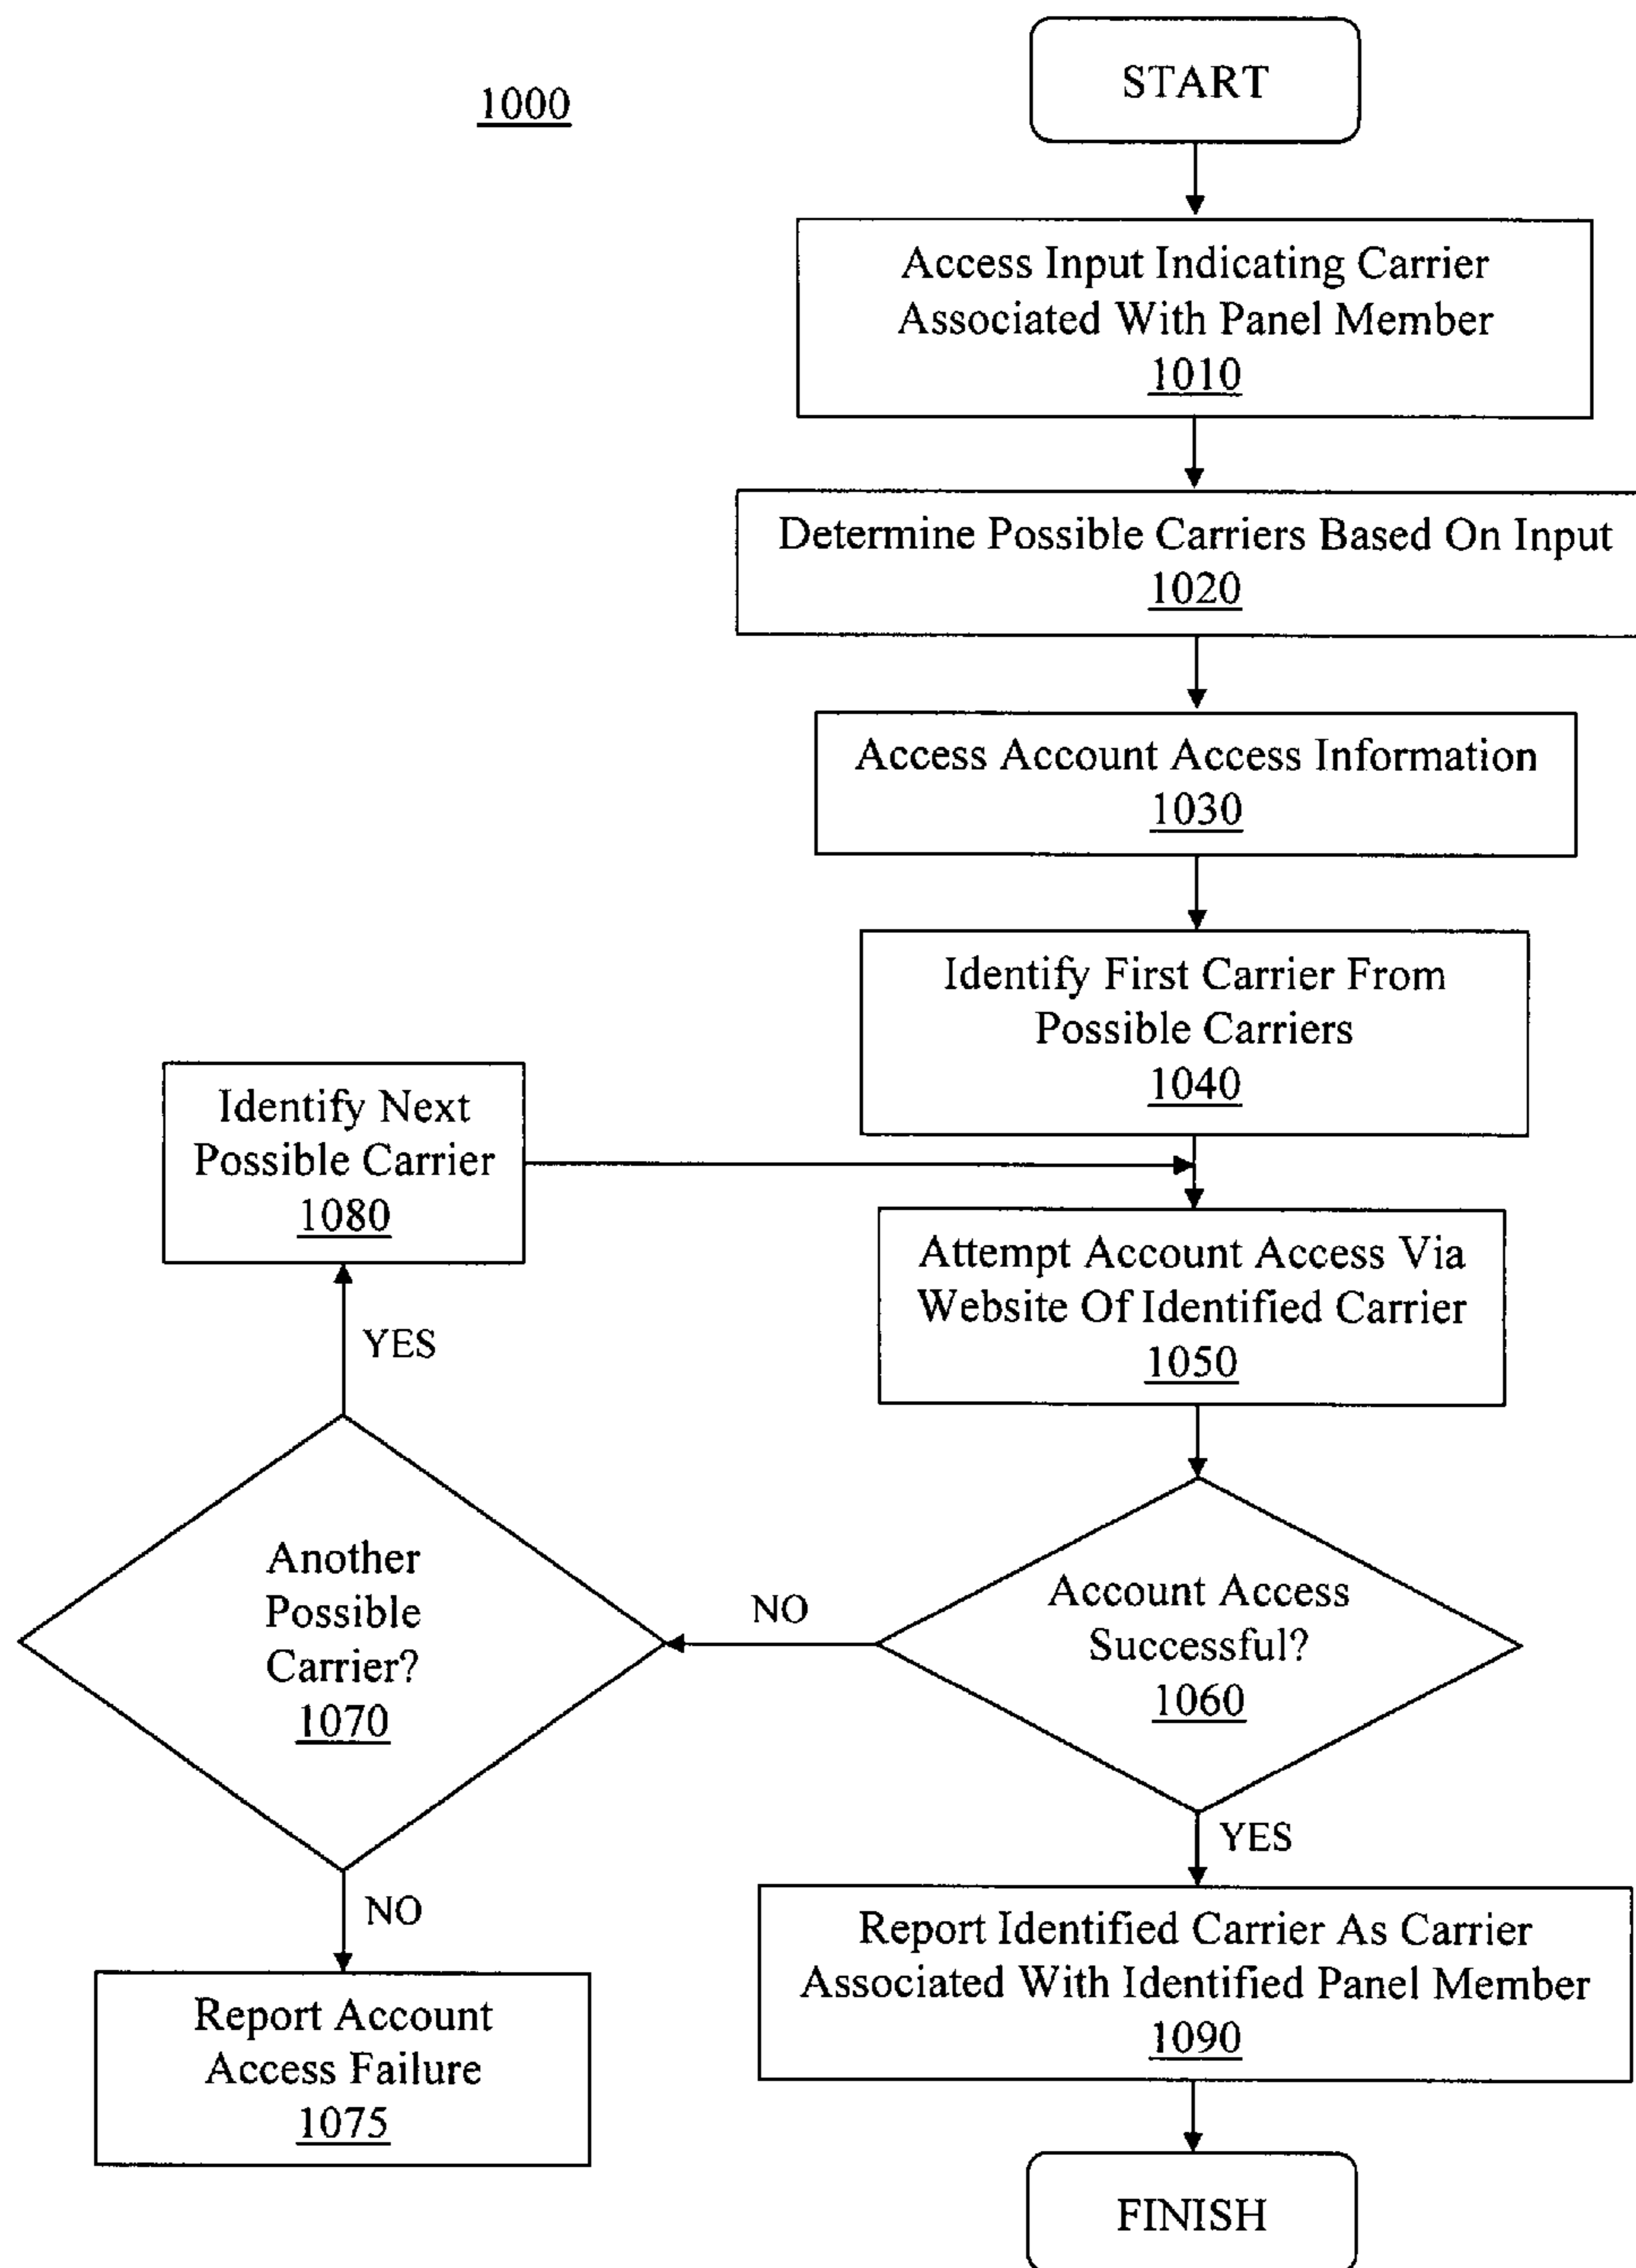 1000
START
Access Input Indicating Carrier
Associated With Panel Member
1010
Determine Possible Carriers Based On Input
1020
Access Account Access Information
1030
Identify First Carrier From
Possible Carriers
1040
Identify Next
Possible Carrier
1080
Attempt Account Access Via
Website Of Identified Carrier
1050
YES
Another
Possible
Carrier?
1070
NO
Account Access
Successful?
1060
YES
NO
Report Identified Carrier As Carrier
Associated With Identified Panel Member
1090
Report Account
Access Failure
1075
FINISH